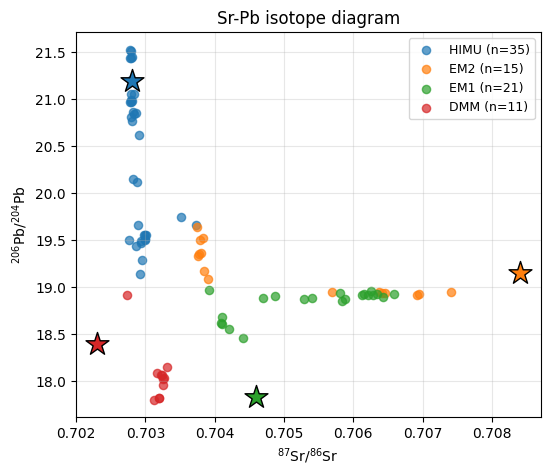 Sr-Pb isotope diagram
HIMU (n=35)
EM2 (n=15)
EM1 (n=21)
DMM (n=11)
21.5
21.0
20.5
20.0
19.5
19.0
18.5
18.0
²⁰⁶Pb/²⁰⁴Pb
0.702
0.703
0.704
0.705
0.706
0.707
0.708
⁸⁷Sr/⁸⁶Sr